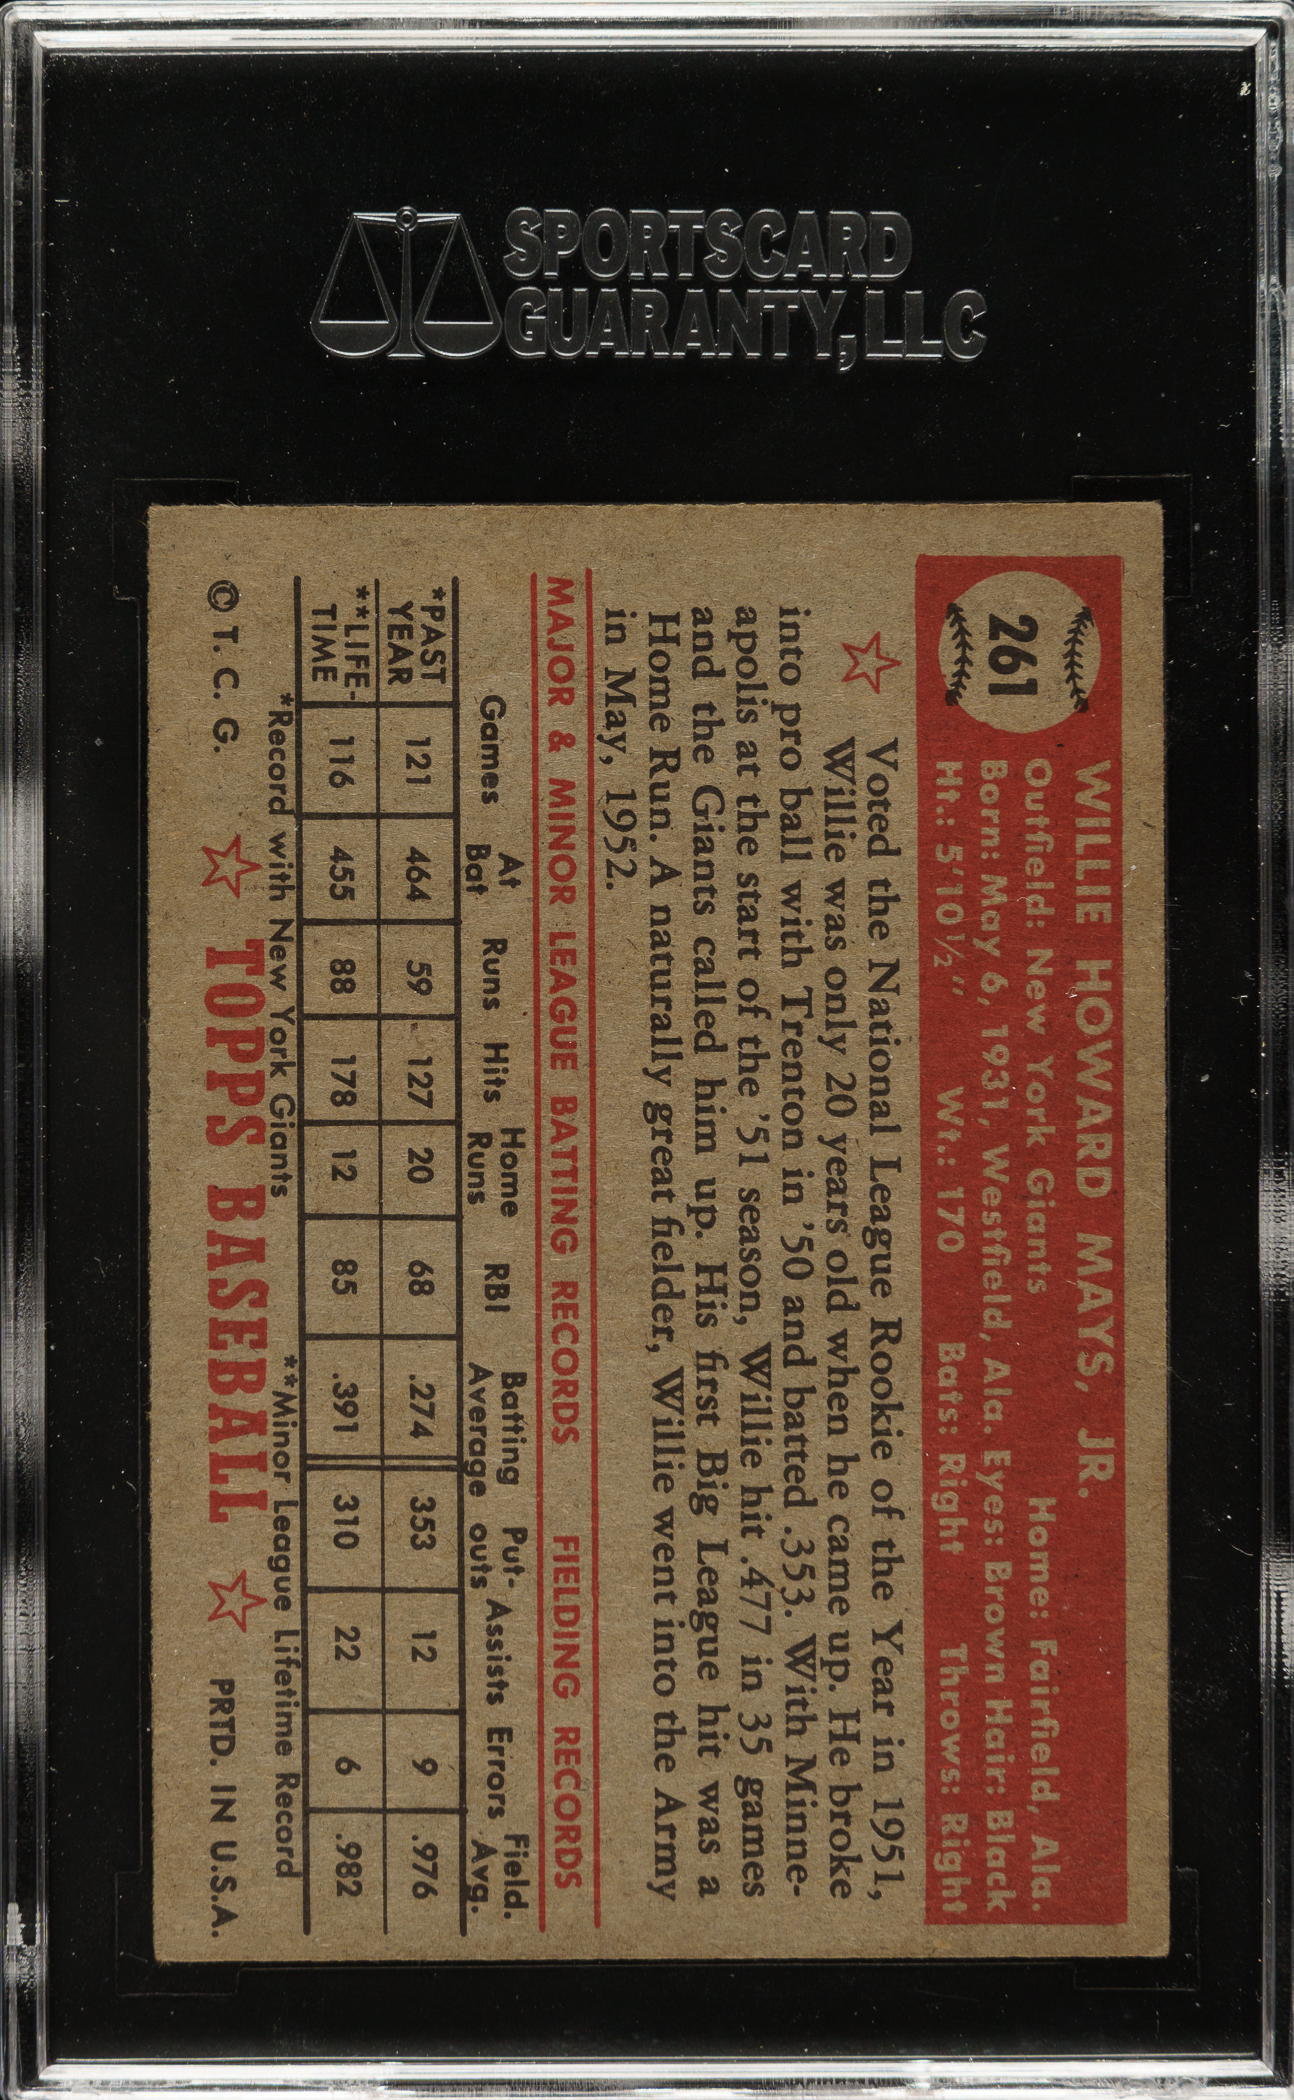 SPORTSCARD
GUARANTY, LLC
261
WILLIE HOWARD MAYS, JR.
Outfield: New York Giants Home: Fairfield, Ala.
Born: May 6, 1931, Westfield, Ala. Eyes: Brown Hair: Black
Ht.: 5'10½" Wt.: 170 Bats: Right Throws: Right
Voted the National League Rookie of the Year in 1951,
Willie was only 20 years old when he came up. He broke
into pro ball with Trenton in '50 and batted .353. With Minne-
apolis at the start of the '51 season, Willie hit .477 in 35 games
and the Giants called him up. His first Big League hit was a
Home Run. A naturally great fielder, Willie went into the Army
in May, 1952.
MAJOR & MINOR LEAGUE BATTING RECORDS FIELDING RECORDS
Games At Bat Runs Hits Home Runs RBI Batting Average Put-outs Assists Errors Field. Avg.
*PAST YEAR 121 464 59 127 20 68 .274 353 12 9 .976
**LIFE-TIME 116 455 88 178 12 85 .391 310 22 6 .982
*Record with New York Giants **Minor League Lifetime Record
© T. C. G. TOPPS BASEBALL PRTD. IN U.S.A.